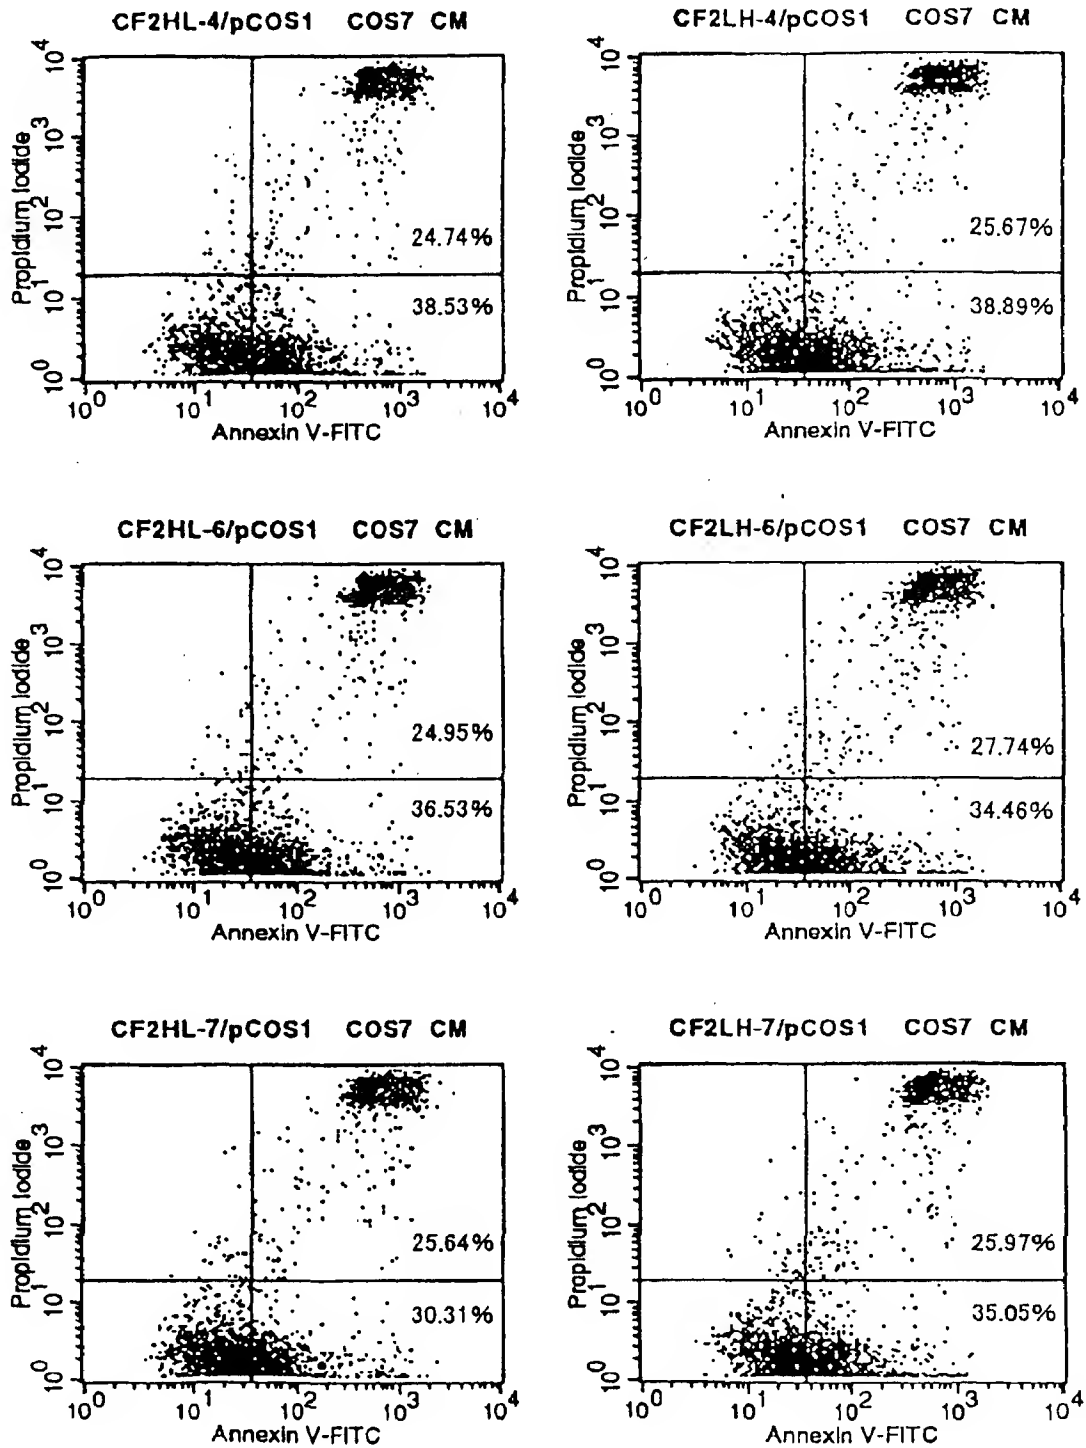 CF2HL-4/pCOS1 COS7 CM
10^4
10^3
10^2
10^1
10^0
Propidium Iodide
24.74%
38.53%
10^0 10^1 10^2 10^3 10^4
Annexin V-FITC
CF2LH-4/pCOS1 COS7 CM
10^4
10^3
10^2
10^1
10^0
Propidium Iodide
25.67%
38.89%
10^0 10^1 10^2 10^3 10^4
Annexin V-FITC
CF2HL-6/pCOS1 COS7 CM
10^4
10^3
10^2
10^1
10^0
Propidium Iodide
24.95%
36.53%
10^0 10^1 10^2 10^3 10^4
Annexin V-FITC
CF2LH-6/pCOS1 COS7 CM
10^4
10^3
10^2
10^1
10^0
Propidium Iodide
27.74%
34.46%
10^0 10^1 10^2 10^3 10^4
Annexin V-FITC
CF2HL-7/pCOS1 COS7 CM
10^4
10^3
10^2
10^1
10^0
Propidium Iodide
25.64%
30.31%
10^0 10^1 10^2 10^3 10^4
Annexin V-FITC
CF2LH-7/pCOS1 COS7 CM
10^4
10^3
10^2
10^1
10^0
Propidium Iodide
25.97%
35.05%
10^0 10^1 10^2 10^3 10^4
Annexin V-FITC